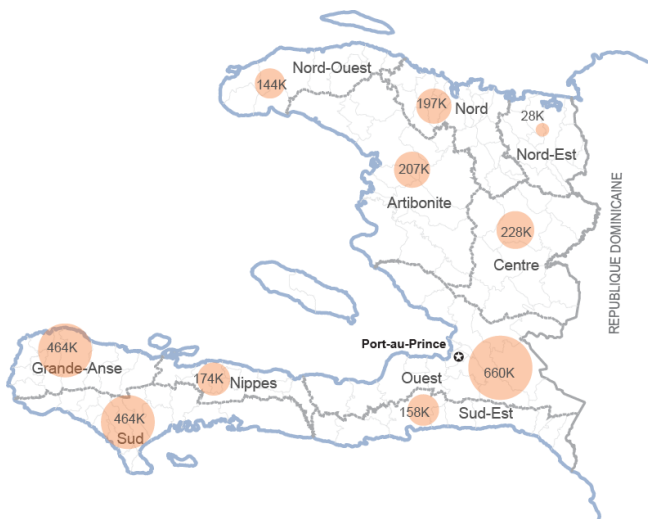 Nord-Ouest
144K
197K
Nord
28K
Nord-Est
207K
Artibonite
228K
Centre
REPUBLIQUE DOMINICAINE
Port-au-Prince
464K
Grande-Anse
174K
Nippes
Ouest
660K
464K
Sud
158K
Sud-Est